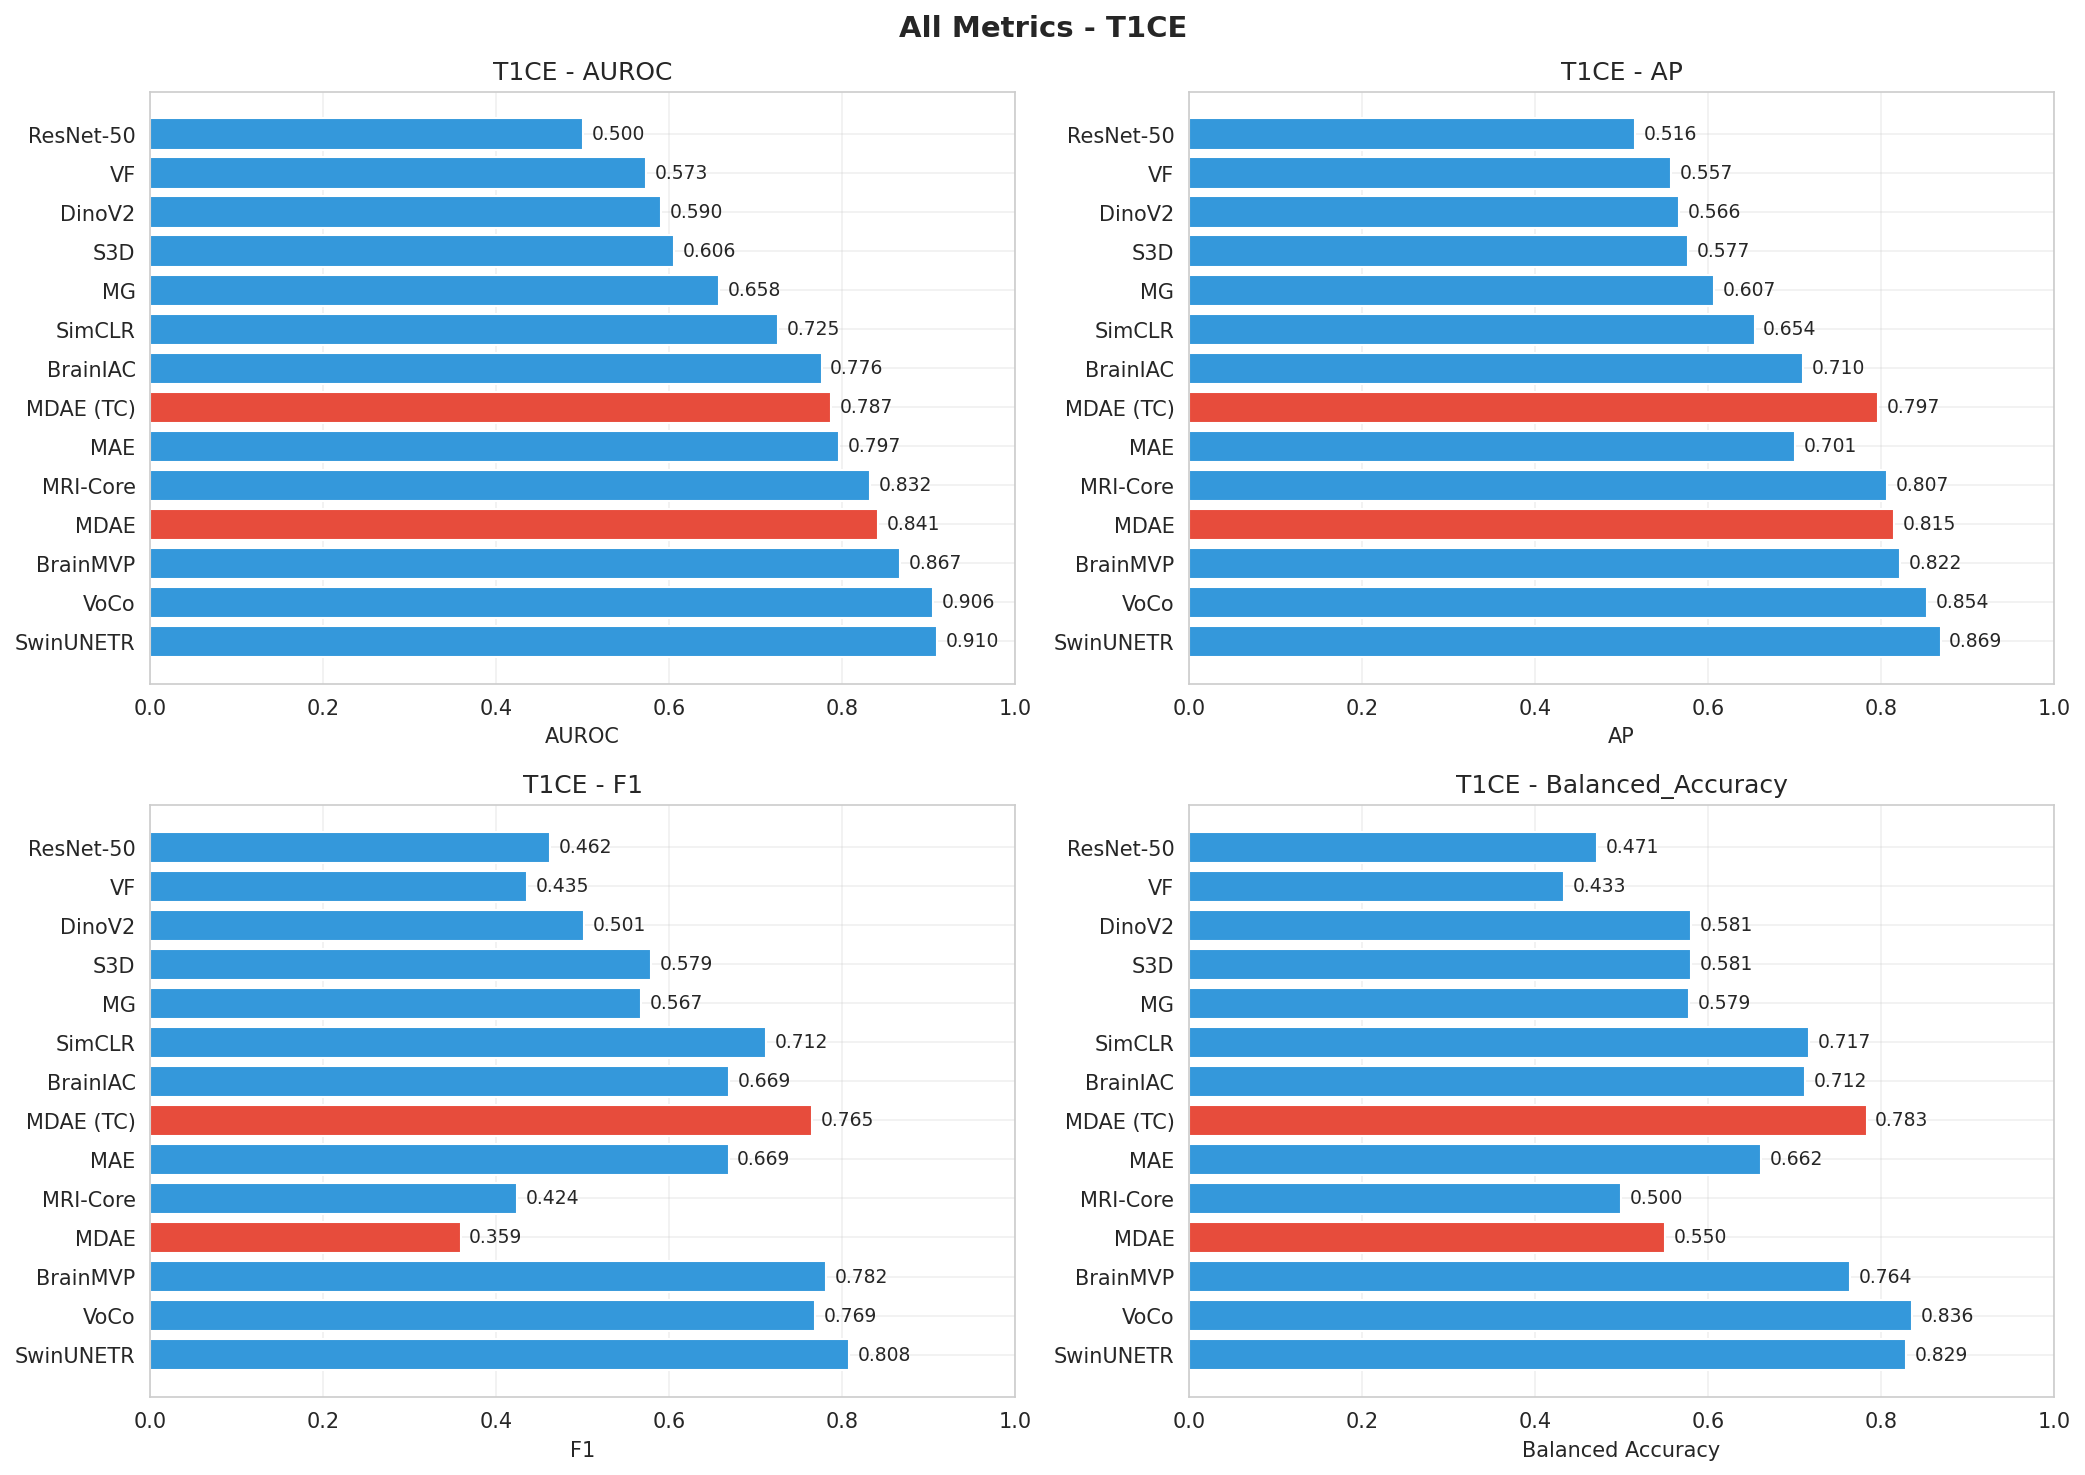 All Metrics - T1CE
T1CE - AUROC
ResNet-50 0.500
VF 0.573
DinoV2 0.590
S3D 0.606
MG 0.658
SimCLR 0.725
BrainIAC 0.776
MDAE (TC) 0.787
MAE 0.797
MRI-Core 0.832
MDAE 0.841
BrainMVP 0.867
VoCo 0.906
SwinUNETR 0.910
0.0 0.2 0.4 0.6 0.8 1.0
AUROC
T1CE - AP
ResNet-50 0.516
VF 0.557
DinoV2 0.566
S3D 0.577
MG 0.607
SimCLR 0.654
BrainIAC 0.710
MDAE (TC) 0.797
MAE 0.701
MRI-Core 0.807
MDAE 0.815
BrainMVP 0.822
VoCo 0.854
SwinUNETR 0.869
0.0 0.2 0.4 0.6 0.8 1.0
AP
T1CE - F1
ResNet-50 0.462
VF 0.435
DinoV2 0.501
S3D 0.579
MG 0.567
SimCLR 0.712
BrainIAC 0.669
MDAE (TC) 0.765
MAE 0.669
MRI-Core 0.424
MDAE 0.359
BrainMVP 0.782
VoCo 0.769
SwinUNETR 0.808
0.0 0.2 0.4 0.6 0.8 1.0
F1
T1CE - Balanced_Accuracy
ResNet-50 0.471
VF 0.433
DinoV2 0.581
S3D 0.581
MG 0.579
SimCLR 0.717
BrainIAC 0.712
MDAE (TC) 0.783
MAE 0.662
MRI-Core 0.500
MDAE 0.550
BrainMVP 0.764
VoCo 0.836
SwinUNETR 0.829
0.0 0.2 0.4 0.6 0.8 1.0
Balanced Accuracy